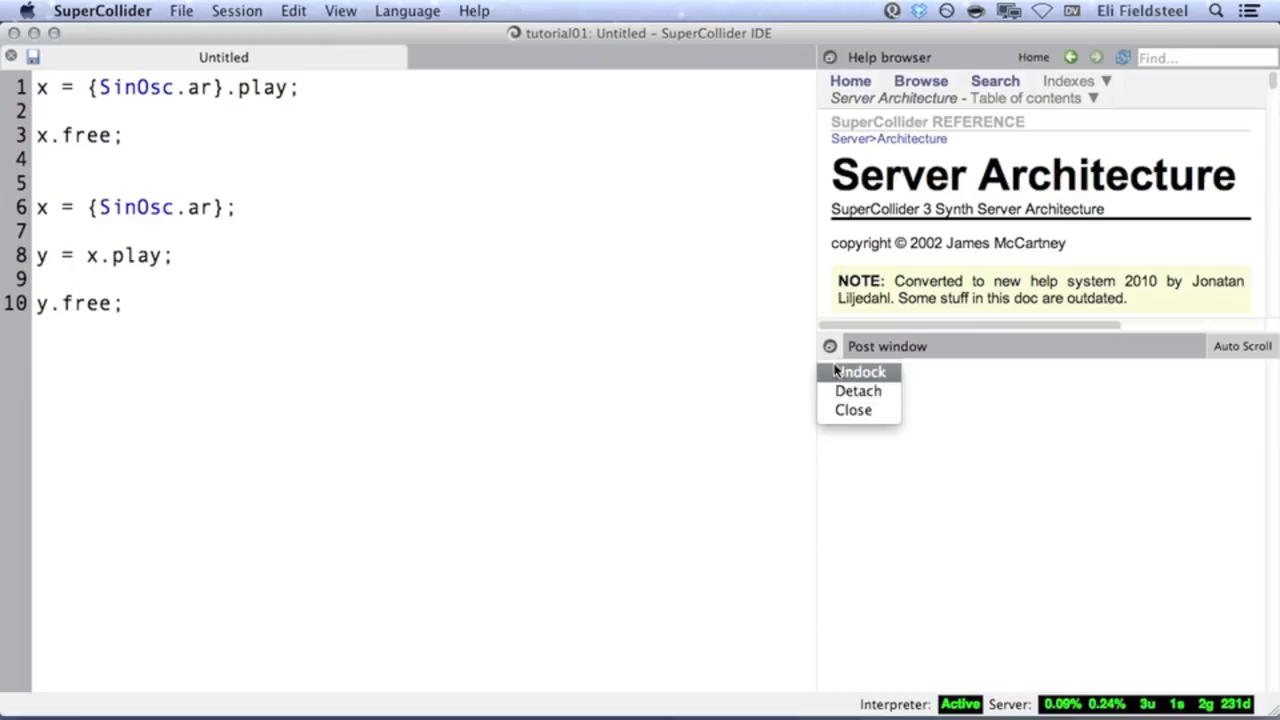 SuperCollider File Session Edit View Language Help DV Eli Fieldsteel
tutorial01: Untitled – SuperCollider IDE
Untitled
1 x = {SinOsc.ar}.play;
2
3 x.free;
4
5
6 x = {SinOsc.ar};
7
8 y = x.play;
9
10 y.free;
Help browser Home Find...
Home Browse Search Indexes ▼
Server Architecture - Table of contents ▼
SuperCollider REFERENCE
Server>Architecture
Server Architecture
SuperCollider 3 Synth Server Architecture
copyright © 2002 James McCartney
NOTE: Converted to new help system 2010 by Jonatan
Liljedahl. Some stuff in this doc are outdated.
Post window Auto Scroll
Undock
Detach
Close
Interpreter: Active Server: 0.09% 0.24% 3u 1s 2g 231d